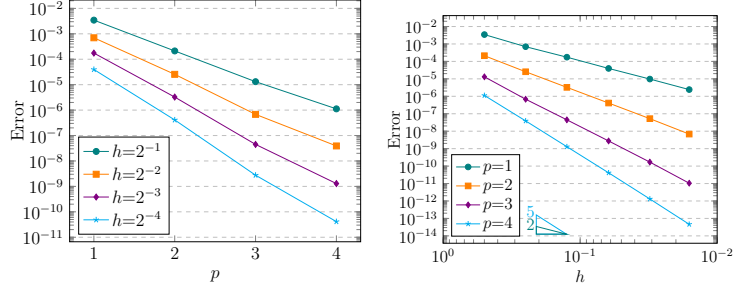 10^{-2}
10^{-3}
10^{-4}
10^{-5}
10^{-6}
10^{-7}
10^{-8}
10^{-9}
10^{-10}
10^{-11}
Error
h=2^{-1}
h=2^{-2}
h=2^{-3}
h=2^{-4}
1 2 3 4
p
10^{-2}
10^{-3}
10^{-4}
10^{-5}
10^{-6}
10^{-7}
10^{-8}
10^{-9}
10^{-10}
10^{-11}
10^{-12}
10^{-13}
10^{-14}
Error
p=1
p=2
p=3
p=4
5
2
10^{0} 10^{-1} 10^{-2}
h